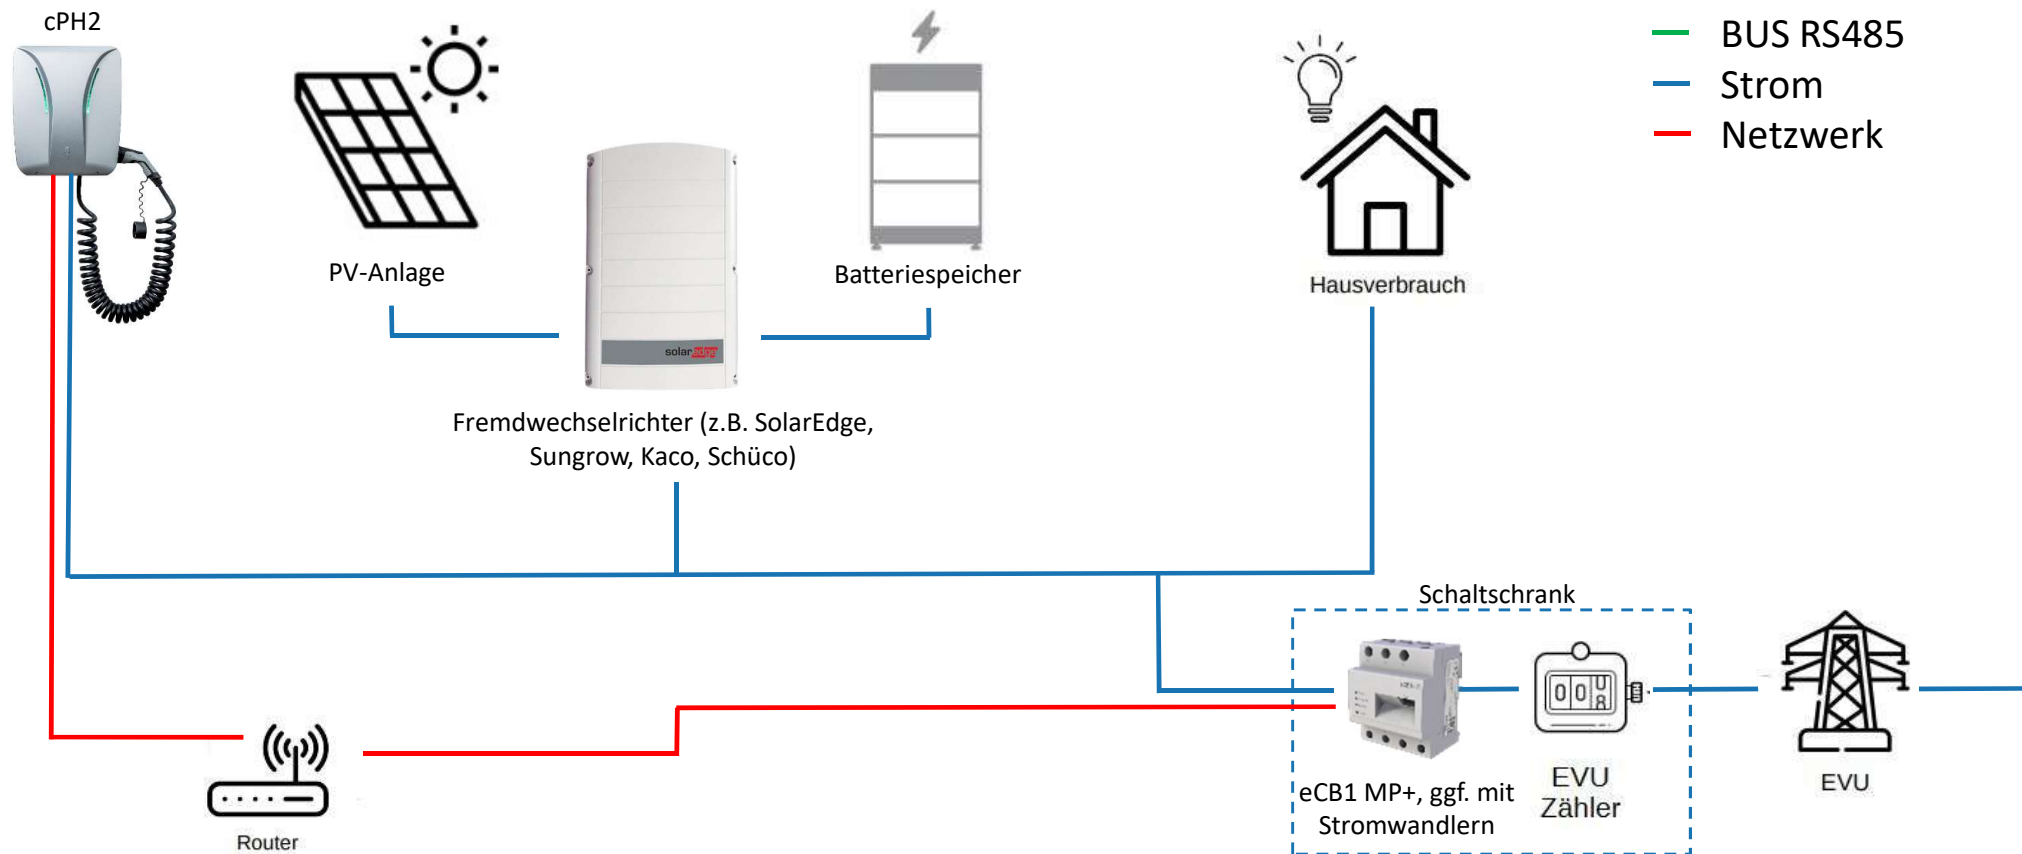 cPH2
BUS RS485
Strom
Netzwerk
PV-Anlage
Batteriespeicher
Hausverbrauch
solaredge
Fremdwechselrichter (z.B. SolarEdge,
Sungrow, Kaco, Schüco)
Schaltschrank
eCB1 MP+, ggf. mit
Stromwandlern
EVU
Zähler
EVU
Router